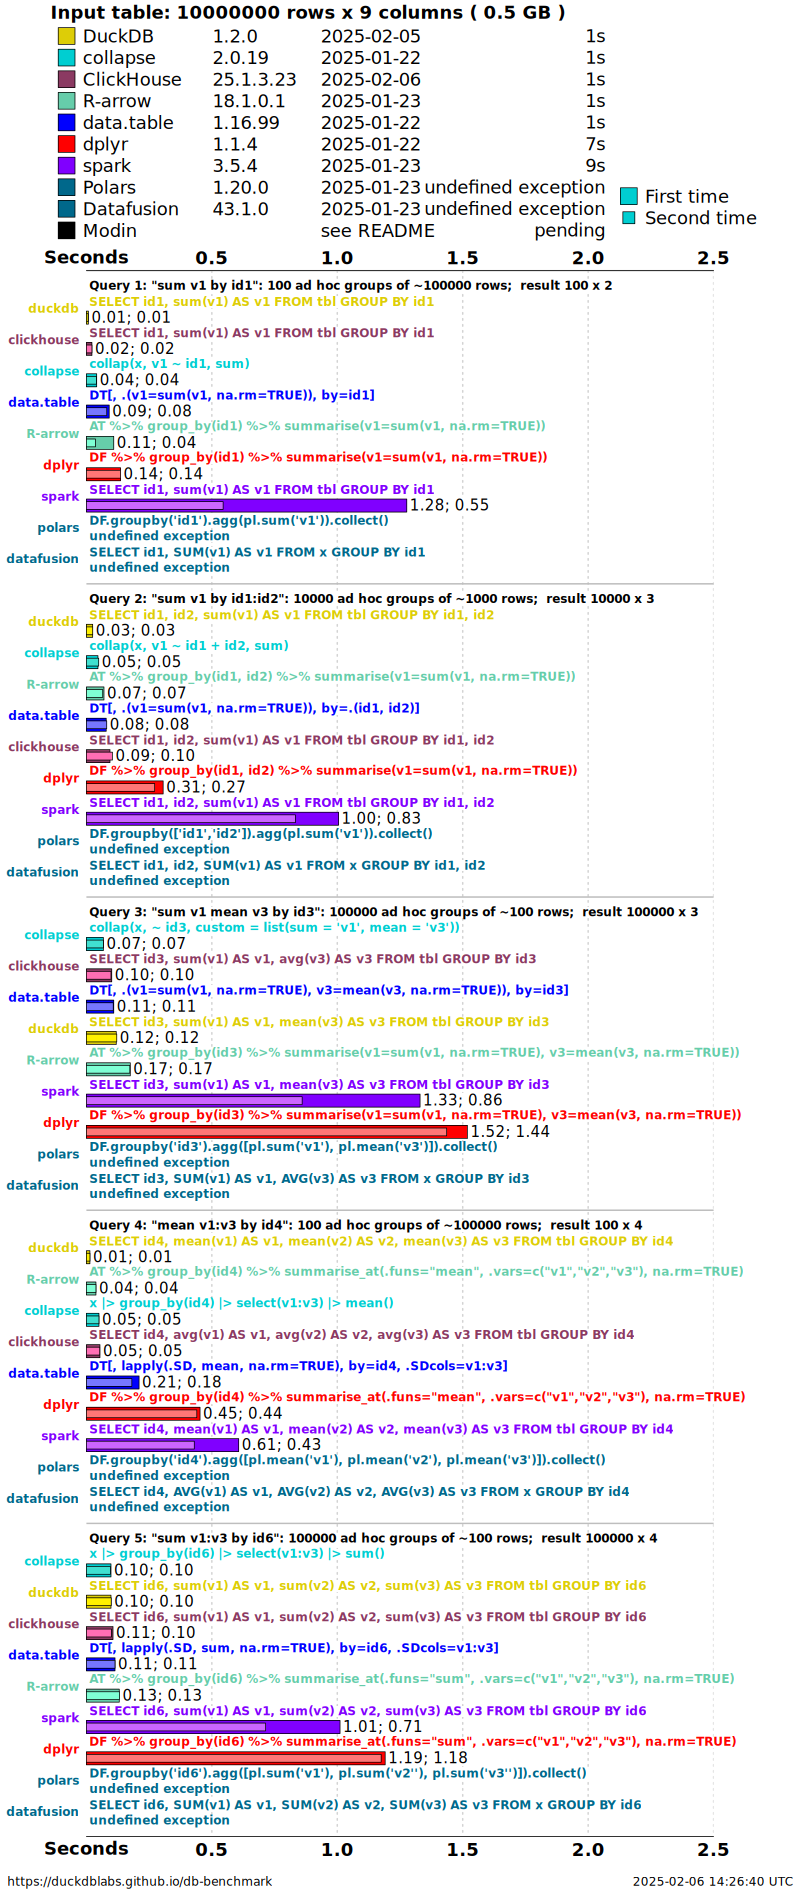 Input table: 10000000 rows x 9 columns ( 0.5 GB )
DuckDB 1.2.0 2025-02-05 1s
collapse 2.0.19 2025-01-22 1s
ClickHouse 25.1.3.23 2025-02-06 1s
R-arrow 18.1.0.1 2025-01-23 1s
data.table 1.16.99 2025-01-22 1s
dplyr 1.1.4 2025-01-22 7s
spark 3.5.4 2025-01-23 9s
Polars 1.20.0 2025-01-23 undefined exception
Datafusion 43.1.0 2025-01-23 undefined exception
Modin see README pending
First time
Second time
Seconds 0.5 1.0 1.5 2.0 2.5
Query 1: "sum v1 by id1": 100 ad hoc groups of ~100000 rows; result 100 x 2
SELECT id1, sum(v1) AS v1 FROM tbl GROUP BY id1
duckdb
0.01; 0.01
SELECT id1, sum(v1) AS v1 FROM tbl GROUP BY id1
clickhouse
0.02; 0.02
collap(x, v1 ~ id1, sum)
collapse
0.04; 0.04
DT[, .(v1=sum(v1, na.rm=TRUE)), by=id1]
data.table
0.09; 0.08
AT %>% group_by(id1) %>% summarise(v1=sum(v1, na.rm=TRUE))
R-arrow
0.11; 0.04
DF %>% group_by(id1) %>% summarise(v1=sum(v1, na.rm=TRUE))
dplyr
0.14; 0.14
SELECT id1, sum(v1) AS v1 FROM tbl GROUP BY id1
spark
1.28; 0.55
DF.groupby('id1').agg(pl.sum('v1')).collect()
polars
undefined exception
SELECT id1, SUM(v1) AS v1 FROM x GROUP BY id1
datafusion
undefined exception
Query 2: "sum v1 by id1:id2": 10000 ad hoc groups of ~1000 rows; result 10000 x 3
SELECT id1, id2, sum(v1) AS v1 FROM tbl GROUP BY id1, id2
duckdb
0.03; 0.03
collap(x, v1 ~ id1 + id2, sum)
collapse
0.05; 0.05
AT %>% group_by(id1, id2) %>% summarise(v1=sum(v1, na.rm=TRUE))
R-arrow
0.07; 0.07
DT[, .(v1=sum(v1, na.rm=TRUE)), by=.(id1, id2)]
data.table
0.08; 0.08
SELECT id1, id2, sum(v1) AS v1 FROM tbl GROUP BY id1, id2
clickhouse
0.09; 0.10
DF %>% group_by(id1, id2) %>% summarise(v1=sum(v1, na.rm=TRUE))
dplyr
0.31; 0.27
SELECT id1, id2, sum(v1) AS v1 FROM tbl GROUP BY id1, id2
spark
1.00; 0.83
DF.groupby(['id1','id2']).agg(pl.sum('v1')).collect()
polars
undefined exception
SELECT id1, id2, SUM(v1) AS v1 FROM x GROUP BY id1, id2
datafusion
undefined exception
Query 3: "sum v1 mean v3 by id3": 100000 ad hoc groups of ~100 rows; result 100000 x 3
collap(x, ~ id3, custom = list(sum = 'v1', mean = 'v3'))
collapse
0.07; 0.07
SELECT id3, sum(v1) AS v1, avg(v3) AS v3 FROM tbl GROUP BY id3
clickhouse
0.10; 0.10
DT[, .(v1=sum(v1, na.rm=TRUE), v3=mean(v3, na.rm=TRUE)), by=id3]
data.table
0.11; 0.11
SELECT id3, sum(v1) AS v1, mean(v3) AS v3 FROM tbl GROUP BY id3
duckdb
0.12; 0.12
AT %>% group_by(id3) %>% summarise(v1=sum(v1, na.rm=TRUE), v3=mean(v3, na.rm=TRUE))
R-arrow
0.17; 0.17
SELECT id3, sum(v1) AS v1, mean(v3) AS v3 FROM tbl GROUP BY id3
spark
1.33; 0.86
DF %>% group_by(id3) %>% summarise(v1=sum(v1, na.rm=TRUE), v3=mean(v3, na.rm=TRUE))
dplyr
1.52; 1.44
DF.groupby('id3').agg([pl.sum('v1'), pl.mean('v3')]).collect()
polars
undefined exception
SELECT id3, SUM(v1) AS v1, AVG(v3) AS v3 FROM x GROUP BY id3
datafusion
undefined exception
Query 4: "mean v1:v3 by id4": 100 ad hoc groups of ~100000 rows; result 100 x 4
SELECT id4, mean(v1) AS v1, mean(v2) AS v2, mean(v3) AS v3 FROM tbl GROUP BY id4
duckdb
0.01; 0.01
AT %>% group_by(id4) %>% summarise_at(.funs="mean", .vars=c("v1","v2","v3"), na.rm=TRUE)
R-arrow
0.04; 0.04
x |> group_by(id4) |> select(v1:v3) |> mean()
collapse
0.05; 0.05
SELECT id4, avg(v1) AS v1, avg(v2) AS v2, avg(v3) AS v3 FROM tbl GROUP BY id4
clickhouse
0.05; 0.05
DT[, lapply(.SD, mean, na.rm=TRUE), by=id4, .SDcols=v1:v3]
data.table
0.21; 0.18
DF %>% group_by(id4) %>% summarise_at(.funs="mean", .vars=c("v1","v2","v3"), na.rm=TRUE)
dplyr
0.45; 0.44
SELECT id4, mean(v1) AS v1, mean(v2) AS v2, mean(v3) AS v3 FROM tbl GROUP BY id4
spark
0.61; 0.43
DF.groupby('id4').agg([pl.mean('v1'), pl.mean('v2'), pl.mean('v3')]).collect()
polars
undefined exception
SELECT id4, AVG(v1) AS v1, AVG(v2) AS v2, AVG(v3) AS v3 FROM x GROUP BY id4
datafusion
undefined exception
Query 5: "sum v1:v3 by id6": 100000 ad hoc groups of ~100 rows; result 100000 x 4
x |> group_by(id6) |> select(v1:v3) |> sum()
collapse
0.10; 0.10
SELECT id6, sum(v1) AS v1, sum(v2) AS v2, sum(v3) AS v3 FROM tbl GROUP BY id6
duckdb
0.10; 0.10
SELECT id6, sum(v1) AS v1, sum(v2) AS v2, sum(v3) AS v3 FROM tbl GROUP BY id6
clickhouse
0.11; 0.10
DT[, lapply(.SD, sum, na.rm=TRUE), by=id6, .SDcols=v1:v3]
data.table
0.11; 0.11
AT %>% group_by(id6) %>% summarise_at(.funs="sum", .vars=c("v1","v2","v3"), na.rm=TRUE)
R-arrow
0.13; 0.13
SELECT id6, sum(v1) AS v1, sum(v2) AS v2, sum(v3) AS v3 FROM tbl GROUP BY id6
spark
1.01; 0.71
DF %>% group_by(id6) %>% summarise_at(.funs="sum", .vars=c("v1","v2","v3"), na.rm=TRUE)
dplyr
1.19; 1.18
DF.groupby('id6').agg([pl.sum('v1'), pl.sum('v2''), pl.sum('v3'')]).collect()
polars
undefined exception
SELECT id6, SUM(v1) AS v1, SUM(v2) AS v2, SUM(v3) AS v3 FROM x GROUP BY id6
datafusion
undefined exception
Seconds 0.5 1.0 1.5 2.0 2.5
https://duckdblabs.github.io/db-benchmark 2025-02-06 14:26:40 UTC